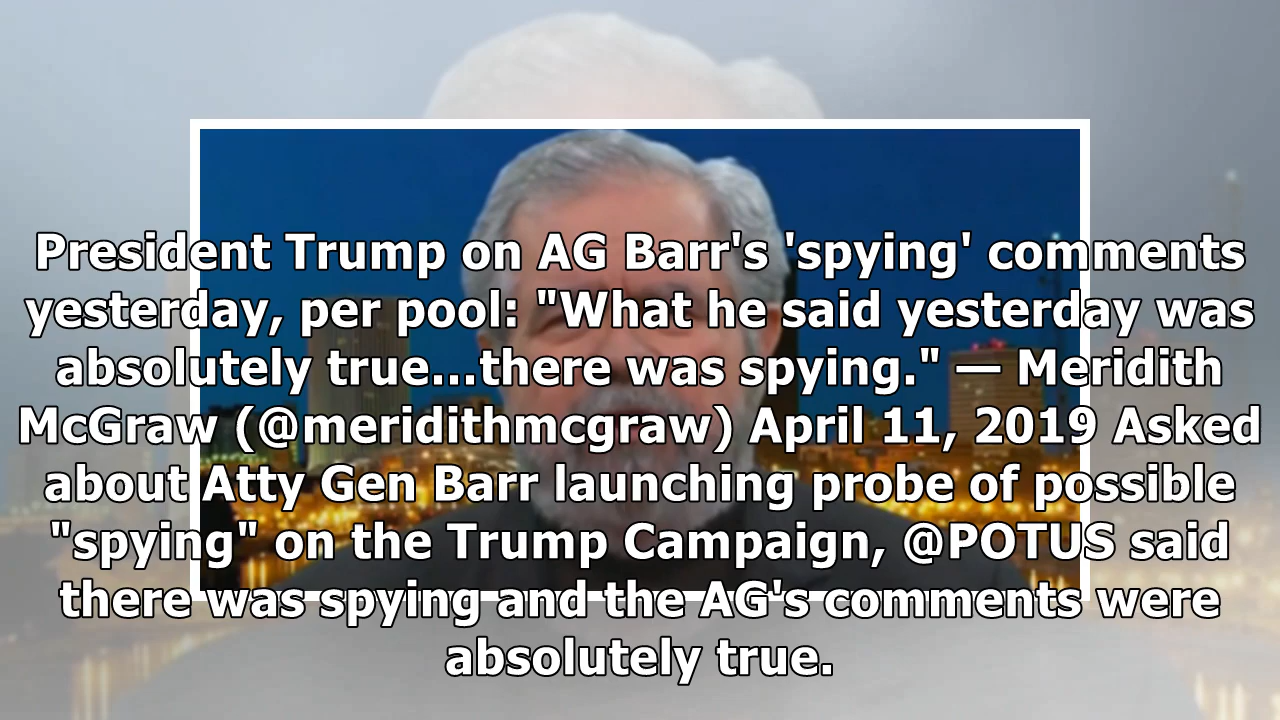 President Trump on AG Barr's 'spying' comments
yesterday, per pool: "What he said yesterday was
absolutely true...there was spying." — Meridith
McGraw (@meridithmcgraw) April 11, 2019 Asked
about Atty Gen Barr launching probe of possible
"spying" on the Trump Campaign, @POTUS said
there was spying and the AG's comments were
absolutely true.